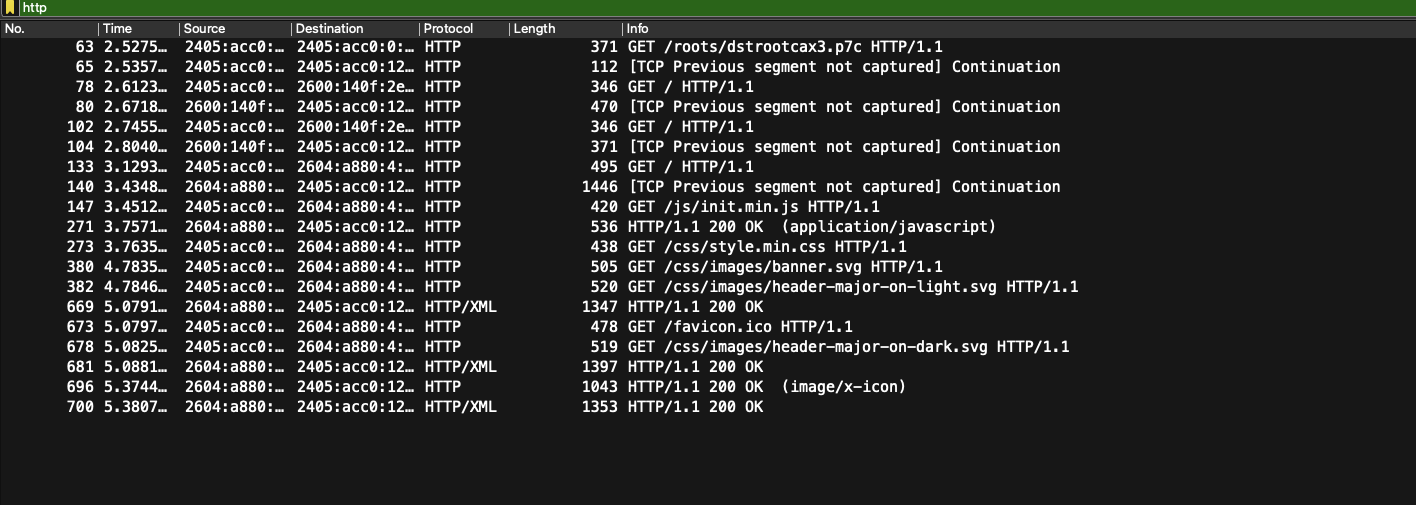 http
No. Time Source Destination Protocol Length Info
63 2.5275… 2405:acc0:… 2405:acc0:0:… HTTP 371 GET /roots/dstrootcax3.p7c HTTP/1.1
65 2.5357… 2405:acc0:… 2405:acc0:12… HTTP 112 [TCP Previous segment not captured] Continuation
78 2.6123… 2405:acc0:… 2600:140f:2e… HTTP 346 GET / HTTP/1.1
80 2.6718… 2600:140f:… 2405:acc0:12… HTTP 470 [TCP Previous segment not captured] Continuation
102 2.7455… 2405:acc0:… 2600:140f:2e… HTTP 346 GET / HTTP/1.1
104 2.8040… 2600:140f:… 2405:acc0:12… HTTP 371 [TCP Previous segment not captured] Continuation
133 3.1293… 2405:acc0:… 2604:a880:4:… HTTP 495 GET / HTTP/1.1
140 3.4348… 2604:a880:… 2405:acc0:12… HTTP 1446 [TCP Previous segment not captured] Continuation
147 3.4512… 2405:acc0:… 2604:a880:4:… HTTP 420 GET /js/init.min.js HTTP/1.1
271 3.7571… 2604:a880:… 2405:acc0:12… HTTP 536 HTTP/1.1 200 OK (application/javascript)
273 3.7635… 2405:acc0:… 2604:a880:4:… HTTP 438 GET /css/style.min.css HTTP/1.1
380 4.7835… 2405:acc0:… 2604:a880:4:… HTTP 505 GET /css/images/banner.svg HTTP/1.1
382 4.7846… 2405:acc0:… 2604:a880:4:… HTTP 520 GET /css/images/header-major-on-light.svg HTTP/1.1
669 5.0791… 2604:a880:… 2405:acc0:12… HTTP/XML 1347 HTTP/1.1 200 OK
673 5.0797… 2405:acc0:… 2604:a880:4:… HTTP 478 GET /favicon.ico HTTP/1.1
678 5.0825… 2405:acc0:… 2604:a880:4:… HTTP 519 GET /css/images/header-major-on-dark.svg HTTP/1.1
681 5.0881… 2604:a880:… 2405:acc0:12… HTTP/XML 1397 HTTP/1.1 200 OK
696 5.3744… 2604:a880:… 2405:acc0:12… HTTP 1043 HTTP/1.1 200 OK (image/x-icon)
700 5.3807… 2604:a880:… 2405:acc0:12… HTTP/XML 1353 HTTP/1.1 200 OK